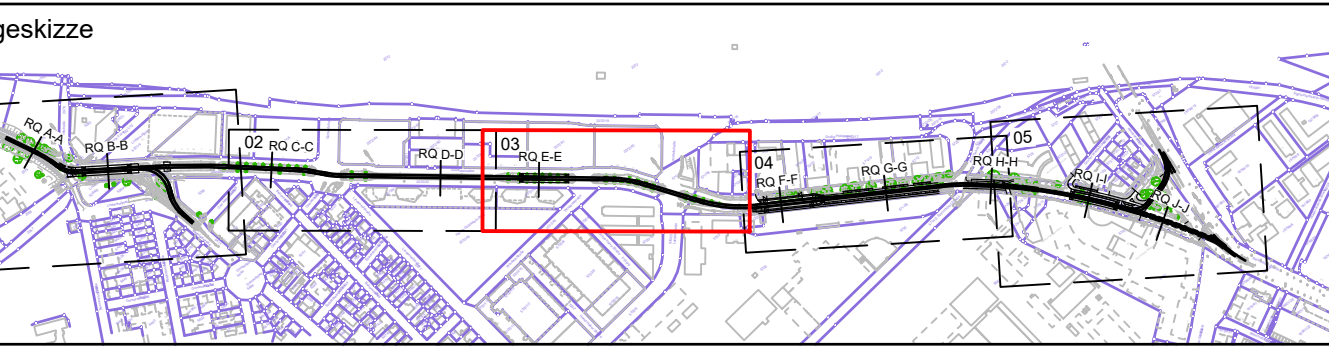 geskizze
RQ A-A
RQ B-B
02
RQ C-C
RQ D-D
03
RQ E-E
04
RQ F-F
RQ G-G
RQ H-H
05
RQ I-I
RQ J-J